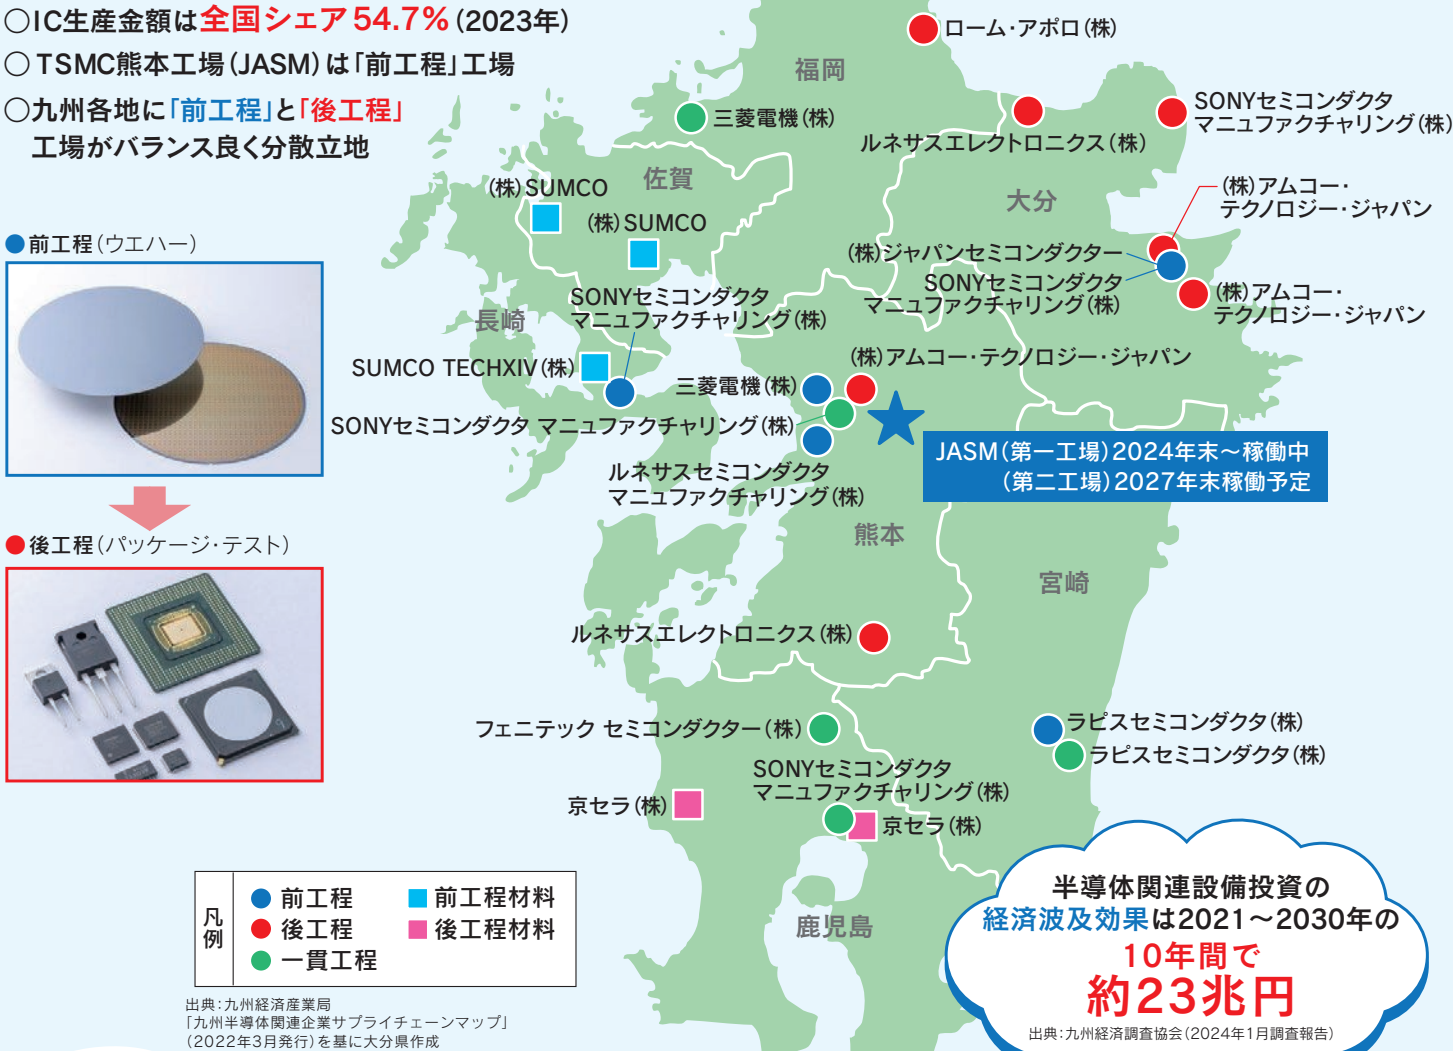 ○IC生産金額は全国シェア54.7%(2023年)
○TSMC熊本工場(JASM)は「前工程」工場
○九州各地に「前工程」と「後工程」
工場がバランス良く分散立地
●前工程(ウエハー)
●後工程(パッケージ・テスト)
ローム・アポロ(株)
福岡
三菱電機(株)
ルネサスエレクトロニクス(株)
SONYセミコンダクタ
マニュファクチャリング(株)
佐賀
(株)SUMCO
(株)SUMCO
大分
(株)アムコー・
テクノロジー・ジャパン
(株)ジャパンセミコンダクター
SONYセミコンダクタ
マニュファクチャリング(株)
(株)アムコー・
テクノロジー・ジャパン
長崎
SONYセミコンダクタ
マニュファクチャリング(株)
SUMCO TECHXIV(株)
(株)アムコー・テクノロジー・ジャパン
三菱電機(株)
SONYセミコンダクタ マニュファクチャリング(株)
ルネサスセミコンダクタ
マニュファクチャリング(株)
JASM(第一工場)2024年末~稼働中
(第二工場)2027年末稼働予定
熊本
宮崎
ルネサスエレクトロニクス(株)
フェニテック セミコンダクター(株)
ラピスセミコンダクタ(株)
ラピスセミコンダクタ(株)
SONYセミコンダクタ
マニュファクチャリング(株)
京セラ(株)
京セラ(株)
鹿児島
凡例
前工程
後工程
一貫工程
前工程材料
後工程材料
出典:九州経済産業局
「九州半導体関連企業サプライチェーンマップ」
(2022年3月発行)を基に大分県作成
半導体関連設備投資の
経済波及効果は2021~2030年の
10年間で
約23兆円
出典:九州経済調査協会(2024年1月調査報告)